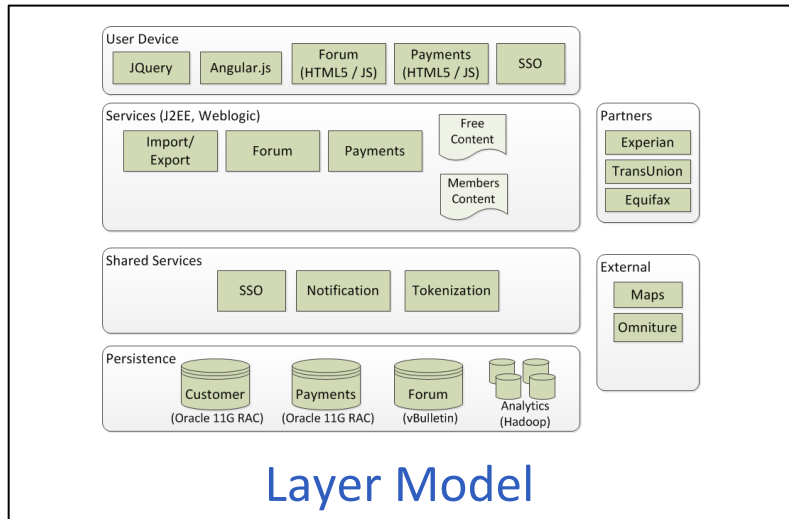 User Device
JQuery
Angular.js
Forum
(HTML5 / JS)
Payments
(HTML5 / JS)
SSO
Services (J2EE, Weblogic)
Import/
Export
Forum
Payments
Free
Content
Members
Content
Partners
Experian
TransUnion
Equifax
Shared Services
SSO
Notification
Tokenization
External
Maps
Omniture
Persistence
Customer
(Oracle 11G RAC)
Payments
(Oracle 11G RAC)
Forum
(vBulletin)
Analytics
(Hadoop)
Layer Model